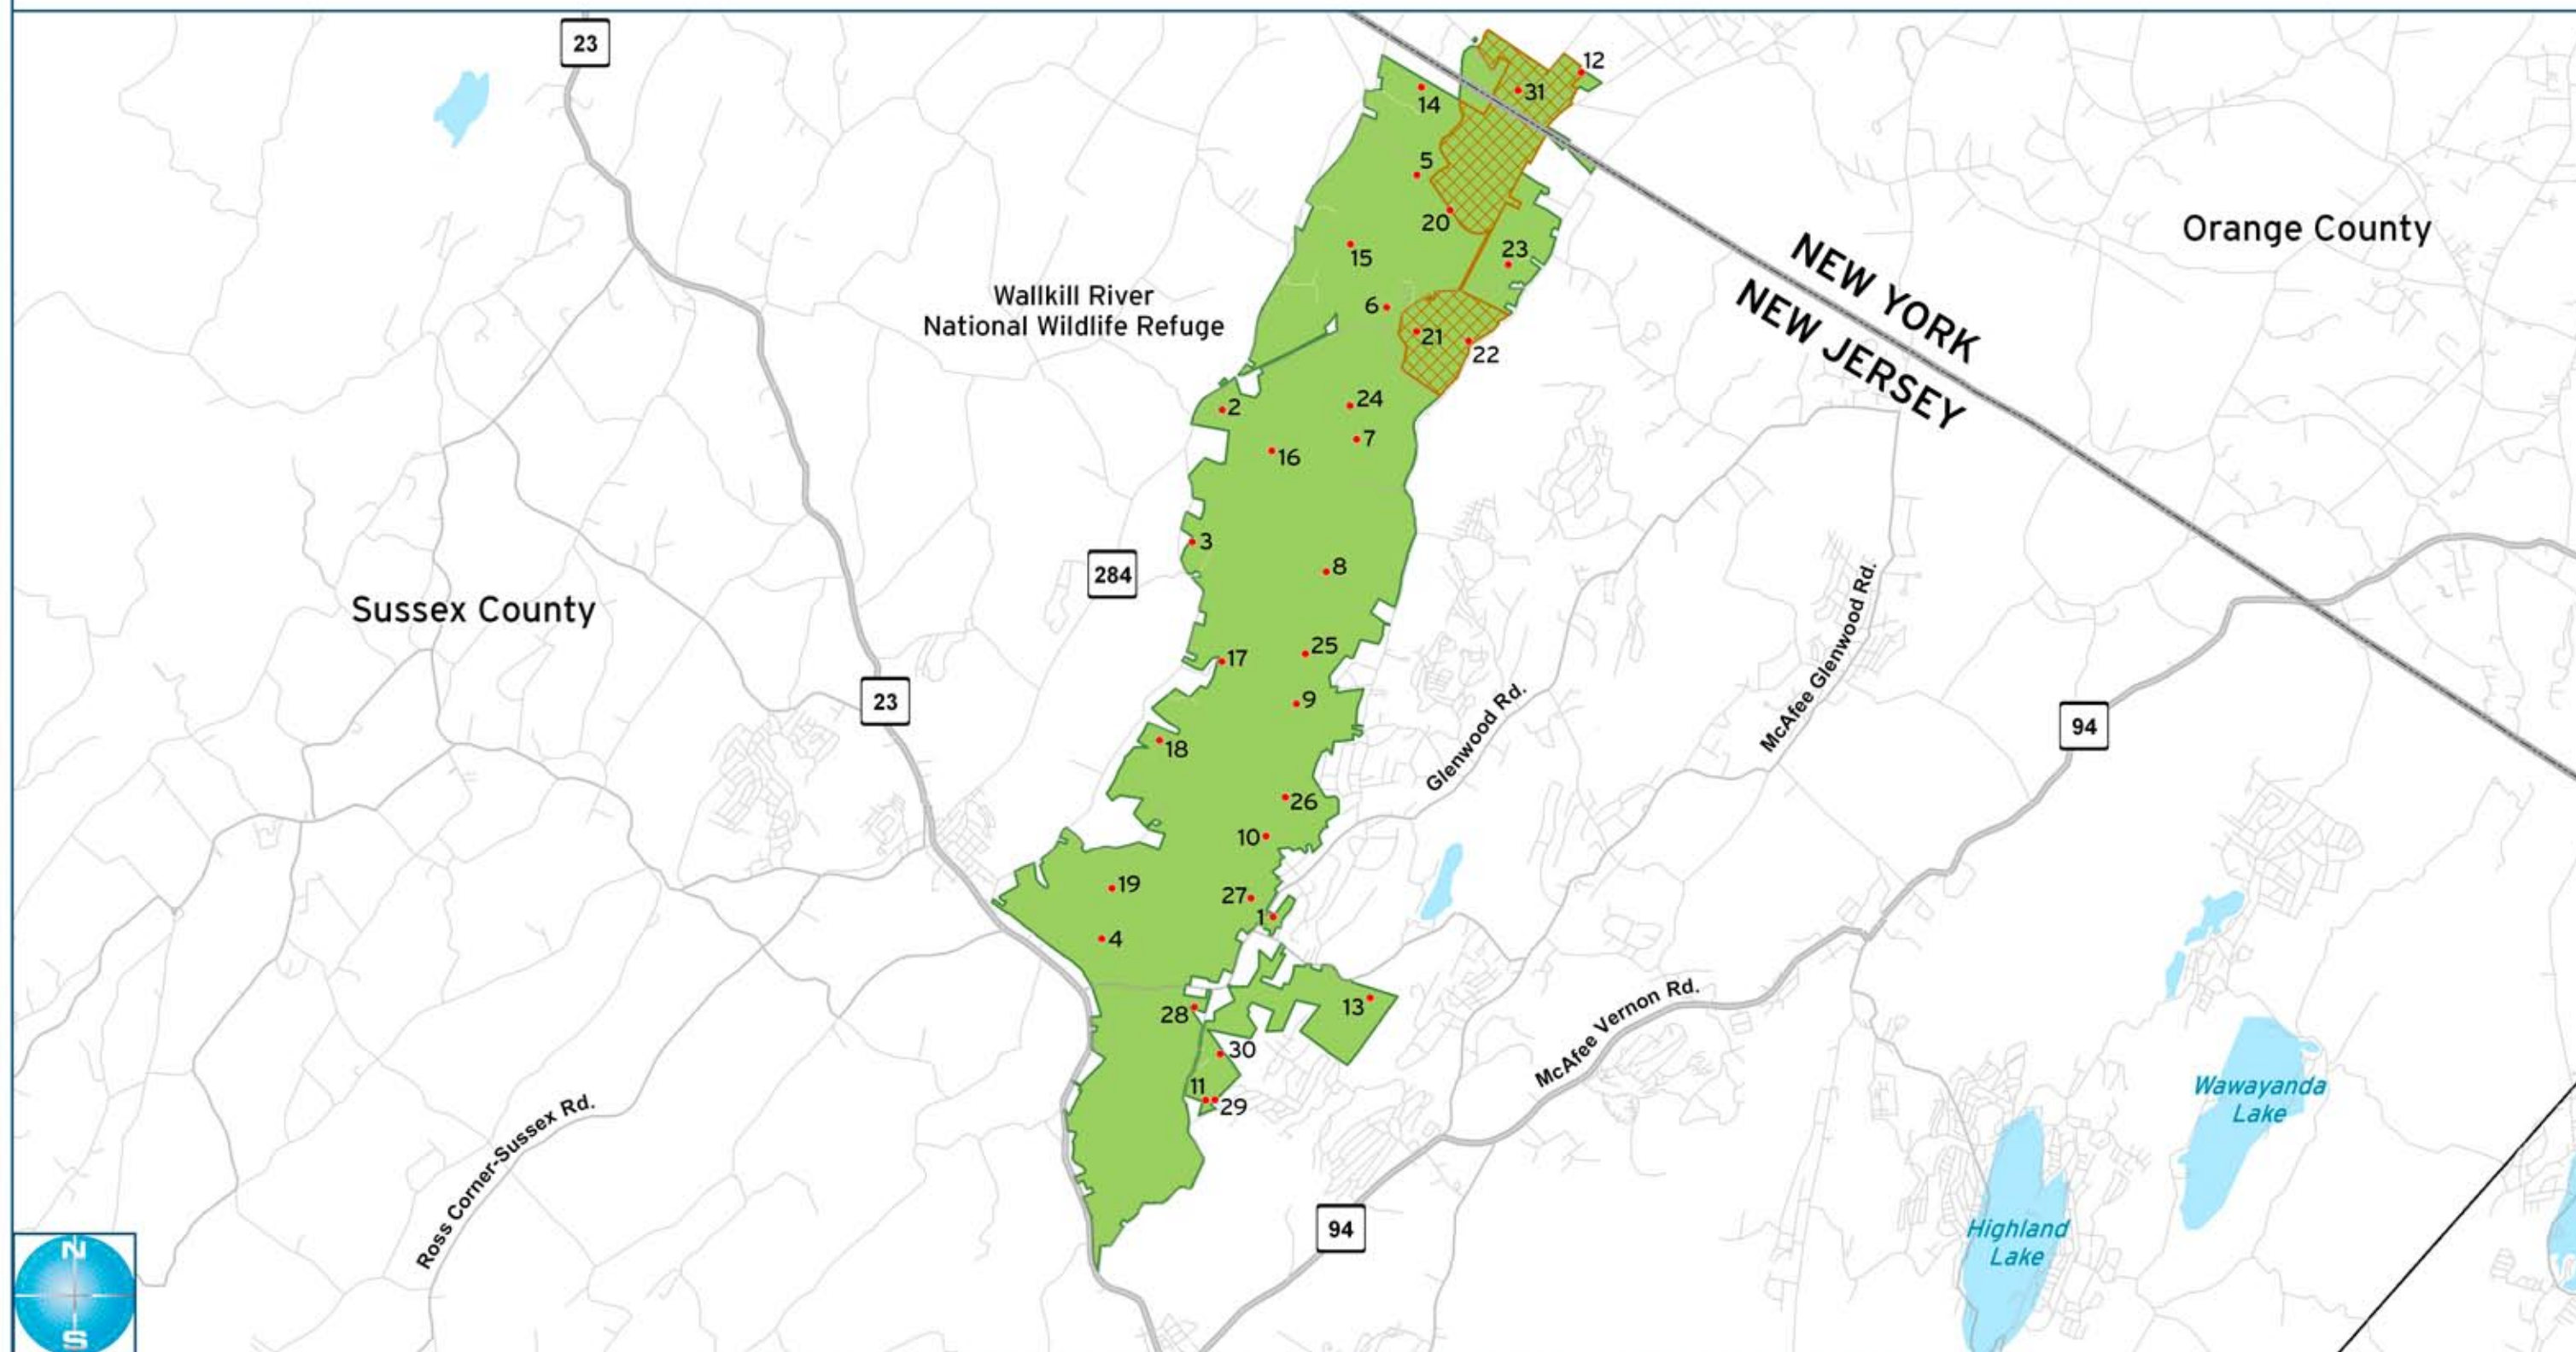 23
12
31
14
5
20
23
15
Orange County
NEW YORK
NEW JERSEY
Wallkill River
National Wildlife Refuge
6
21
22
24
2
7
16
3
8
284
Sussex County
25
17
9
23
18
Glenwood Rd.
McAfee Glenwood Rd.
94
26
10
19
27
1
4
13
28
McAfee Vernon Rd.
30
11
29
Wawayanda
Lake
Ross Corner-Sussex Rd.
94
Highland
Lake
N
S